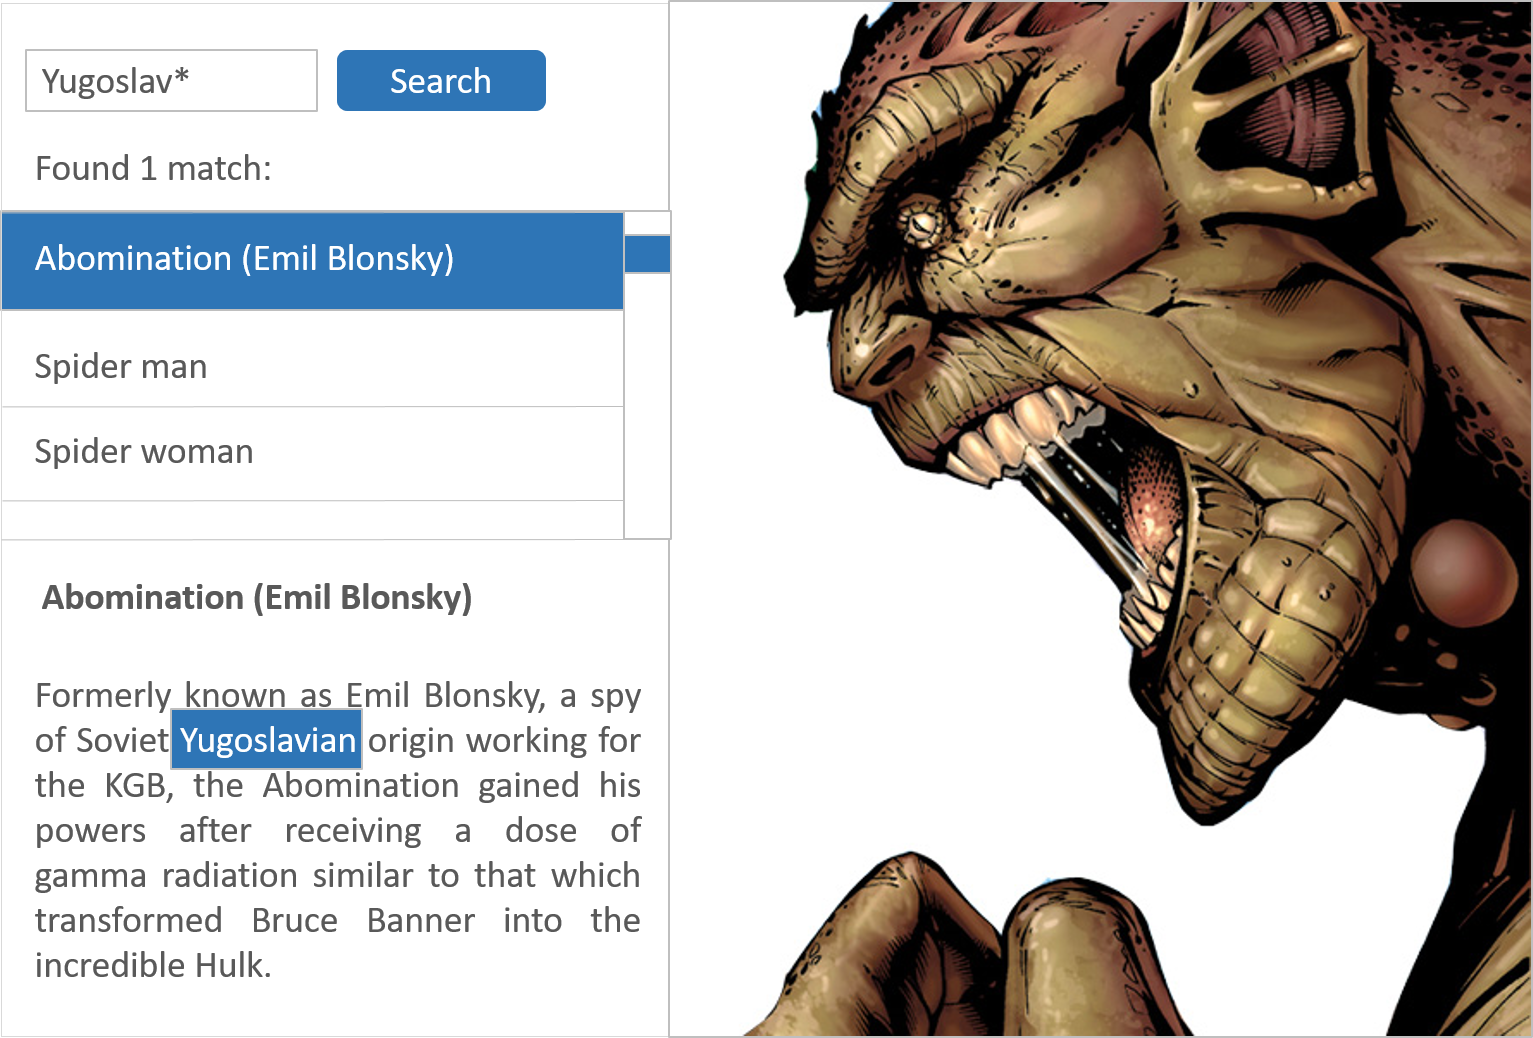 Yugoslav*
Search
Found 1 match:
Abomination (Emil Blonsky)
Spider man
Spider woman
Abomination (Emil Blonsky)
Formerly known as Emil Blonsky, a spy
of Soviet Yugoslavian origin working for
the KGB, the Abomination gained his
powers after receiving a dose of
gamma radiation similar to that which
transformed Bruce Banner into the
incredible Hulk.